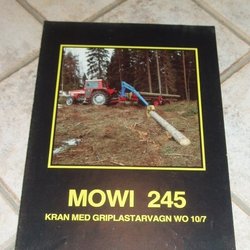 MOWI 245
KRAN MED GRIPLASTARVAGN WO 10/7